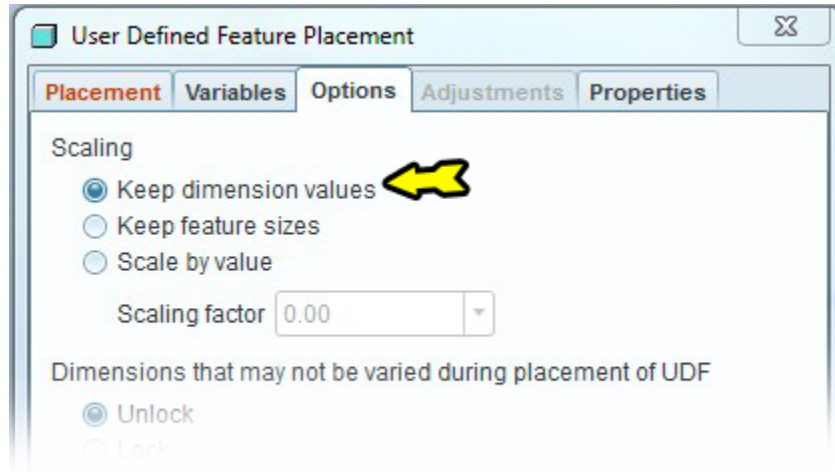 User Defined Feature Placement
Placement Variables Options Adjustments Properties
Scaling
Keep dimension values
Keep feature sizes
Scale by value
Scaling factor 0.00
Dimensions that may not be varied during placement of UDF
Unlock
Lock